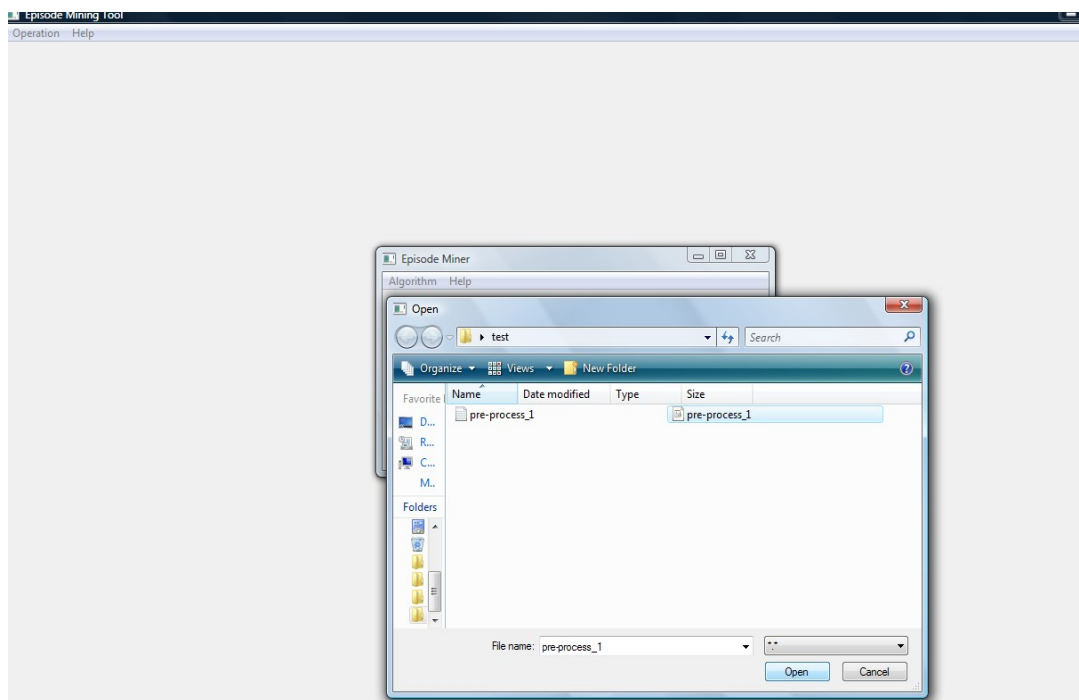 Episode Mining Tool
Operation Help
Episode Miner
Algorithm Help
Open
test Search
Organize Views New Folder
Favorite Name Date modified Type Size
pre-process_1 pre-process_1
D...
R...
C...
M..
Folders
File name: pre-process_1 *.*
Open Cancel